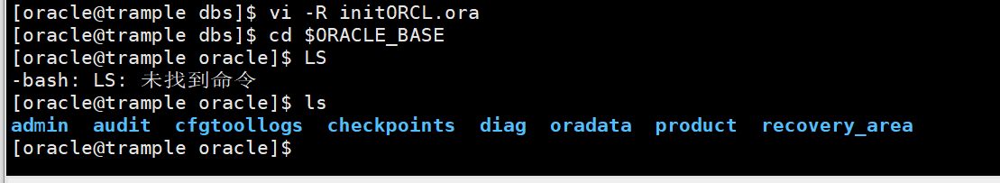 [oracle@trample dbs]$ vi -R initORCL.ora
[oracle@trample dbs]$ cd $ORACLE_BASE
[oracle@trample oracle]$ LS
-bash: LS: 未找到命令
[oracle@trample oracle]$ ls
admin  audit  cfgtoollogs  checkpoints  diag  oradata  product  recovery_area
[oracle@trample oracle]$